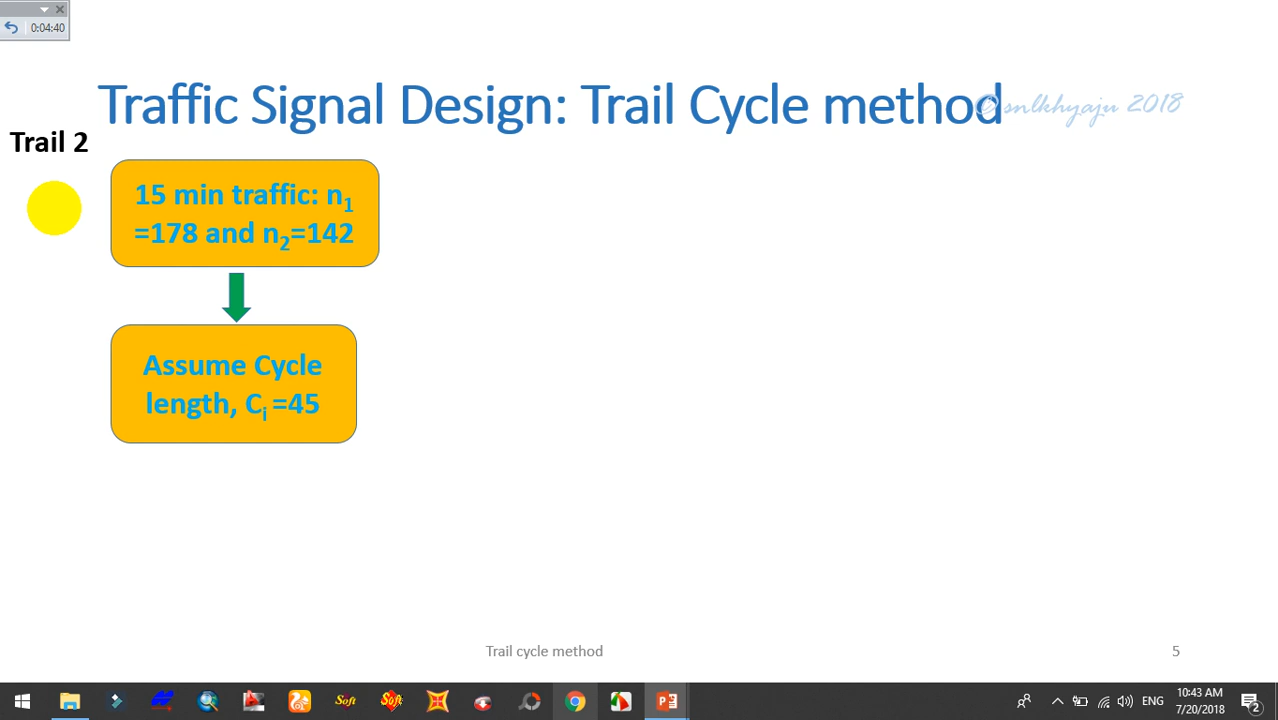 0:04:40
Traffic Signal Design: Trail Cycle method
© snlkhyaju 2018
Trail 2
15 min traffic: n₁
=178 and n₂=142
Assume Cycle
length, Cᵢ =45
Trail cycle method
5
Soft
Soft
ENG
10:43 AM
7/20/2018
2